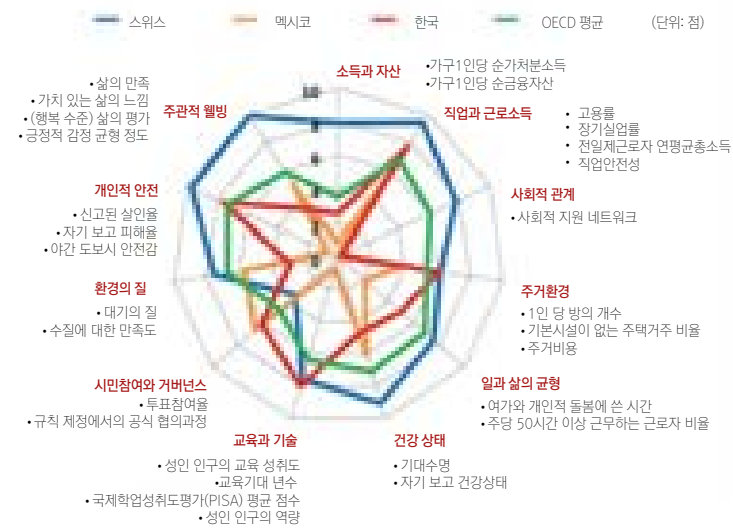 스위스 멕시코 한국 OECD 평균 (단위: 점)
소득과 자산
•가구1인당 순가처분소득
•가구1인당 순금융자산
직업과 근로소득
• 고용률
• 장기실업률
• 전일제근로자 연평균총소득
• 직업안전성
사회적 관계
• 사회적 지원 네트워크
주거환경
• 1인 당 방의 개수
• 기본시설이 없는 주택거주 비율
• 주거비용
일과 삶의 균형
• 여가와 개인적 돌봄에 쓴 시간
• 주당 50시간 이상 근무하는 근로자 비율
건강 상태
• 기대수명
• 자기 보고 건강상태
교육과 기술
• 성인 인구의 교육 성취도
•교육기대 년수
• 국제학업성취도평가(PISA) 평균 점수
• 성인 인구의 역량
시민참여와 거버넌스
• 투표참여율
• 규칙 제정에서의 공식 협의과정
환경의 질
• 대기의 질
• 수질에 대한 만족도
개인적 안전
• 신고된 살인율
• 자기 보고 피해율
• 야간 도보시 안전감
주관적 웰빙
• 삶의 만족
• 가치 있는 삶의 느낌
• (행복 수준) 삶의 평가
• 긍정적 감정 균형 정도
10
8
6